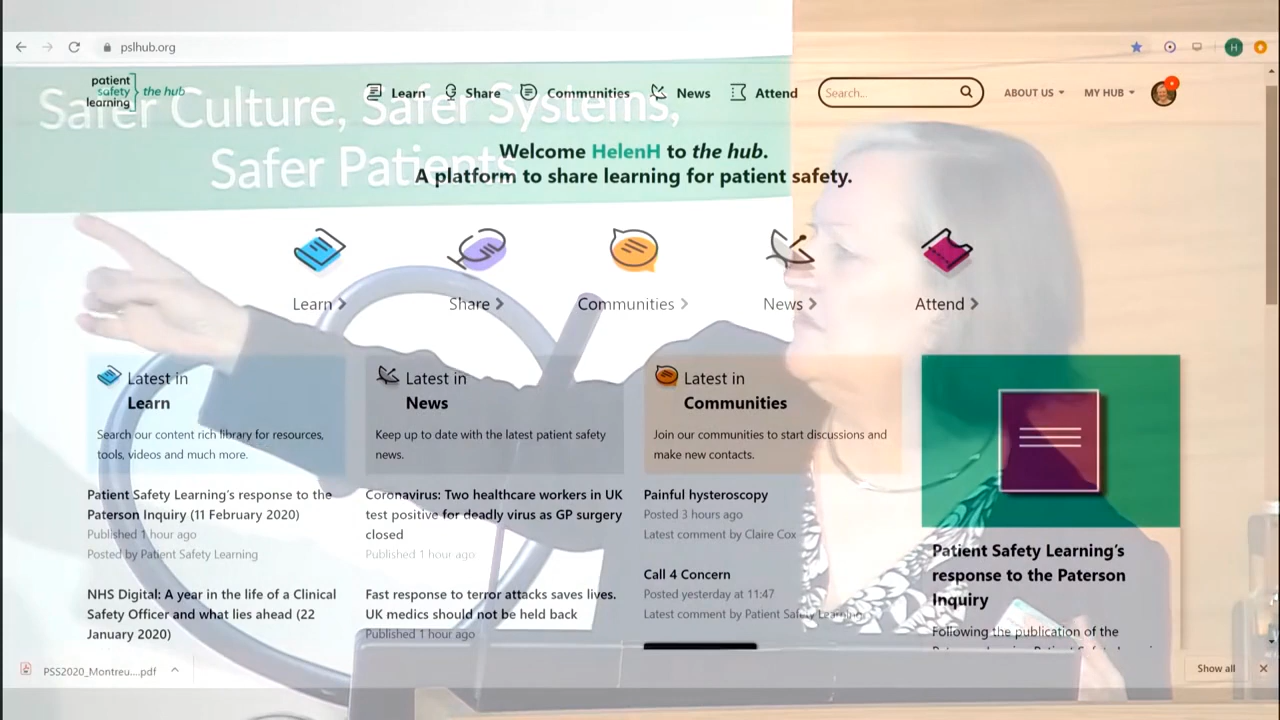 pslhub.org
H
patient
safety
learning
the hub
Learn
Share
Communities
News
Attend
Search...
ABOUT US
MY HUB
Safer Culture, Safer Systems,
Safer Patients
Welcome HelenH to the hub.
A platform to share learning for patient safety.
Learn
Share
Communities
News
Attend
Latest in
Learn
Search our content rich library for resources,
tools, videos and much more.
Patient Safety Learning's response to the
Paterson Inquiry (11 February 2020)
Published 1 hour ago
Posted by Patient Safety Learning
NHS Digital: A year in the life of a Clinical
Safety Officer and what lies ahead (22
January 2020)
Latest in
News
Keep up to date with the latest patient safety
news.
Coronavirus: Two healthcare workers in UK
test positive for deadly virus as GP surgery
closed
Published 1 hour ago
Fast response to terror attacks saves lives.
UK medics should not be held back
Published 1 hour ago
Latest in
Communities
Join our communities to start discussions and
make new contacts.
Painful hysteroscopy
Posted 3 hours ago
Latest comment by Claire Cox
Call 4 Concern
Posted yesterday at 11:47
Latest comment by Patient Safety Learning
Patient Safety Learning's
response to the Paterson
Inquiry
Following the publication of the
PSS2020_Montreu....pdf
Show all